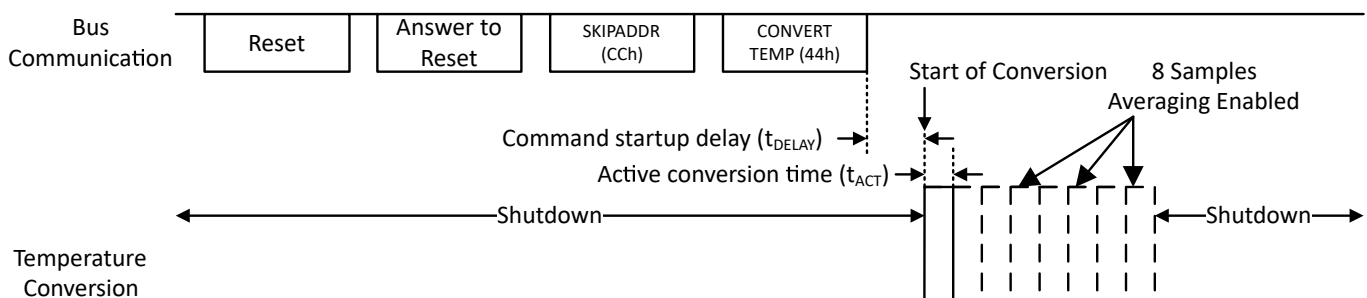 Bus
Communication
Reset
Answer to
Reset
SKIPADDR
(CCh)
CONVERT
TEMP (44h)
Start of Conversion
8 Samples
Averaging Enabled
Command startup delay (tDELAY)
Active conversion time (tACT)
Shutdown
Shutdown
Temperature
Conversion